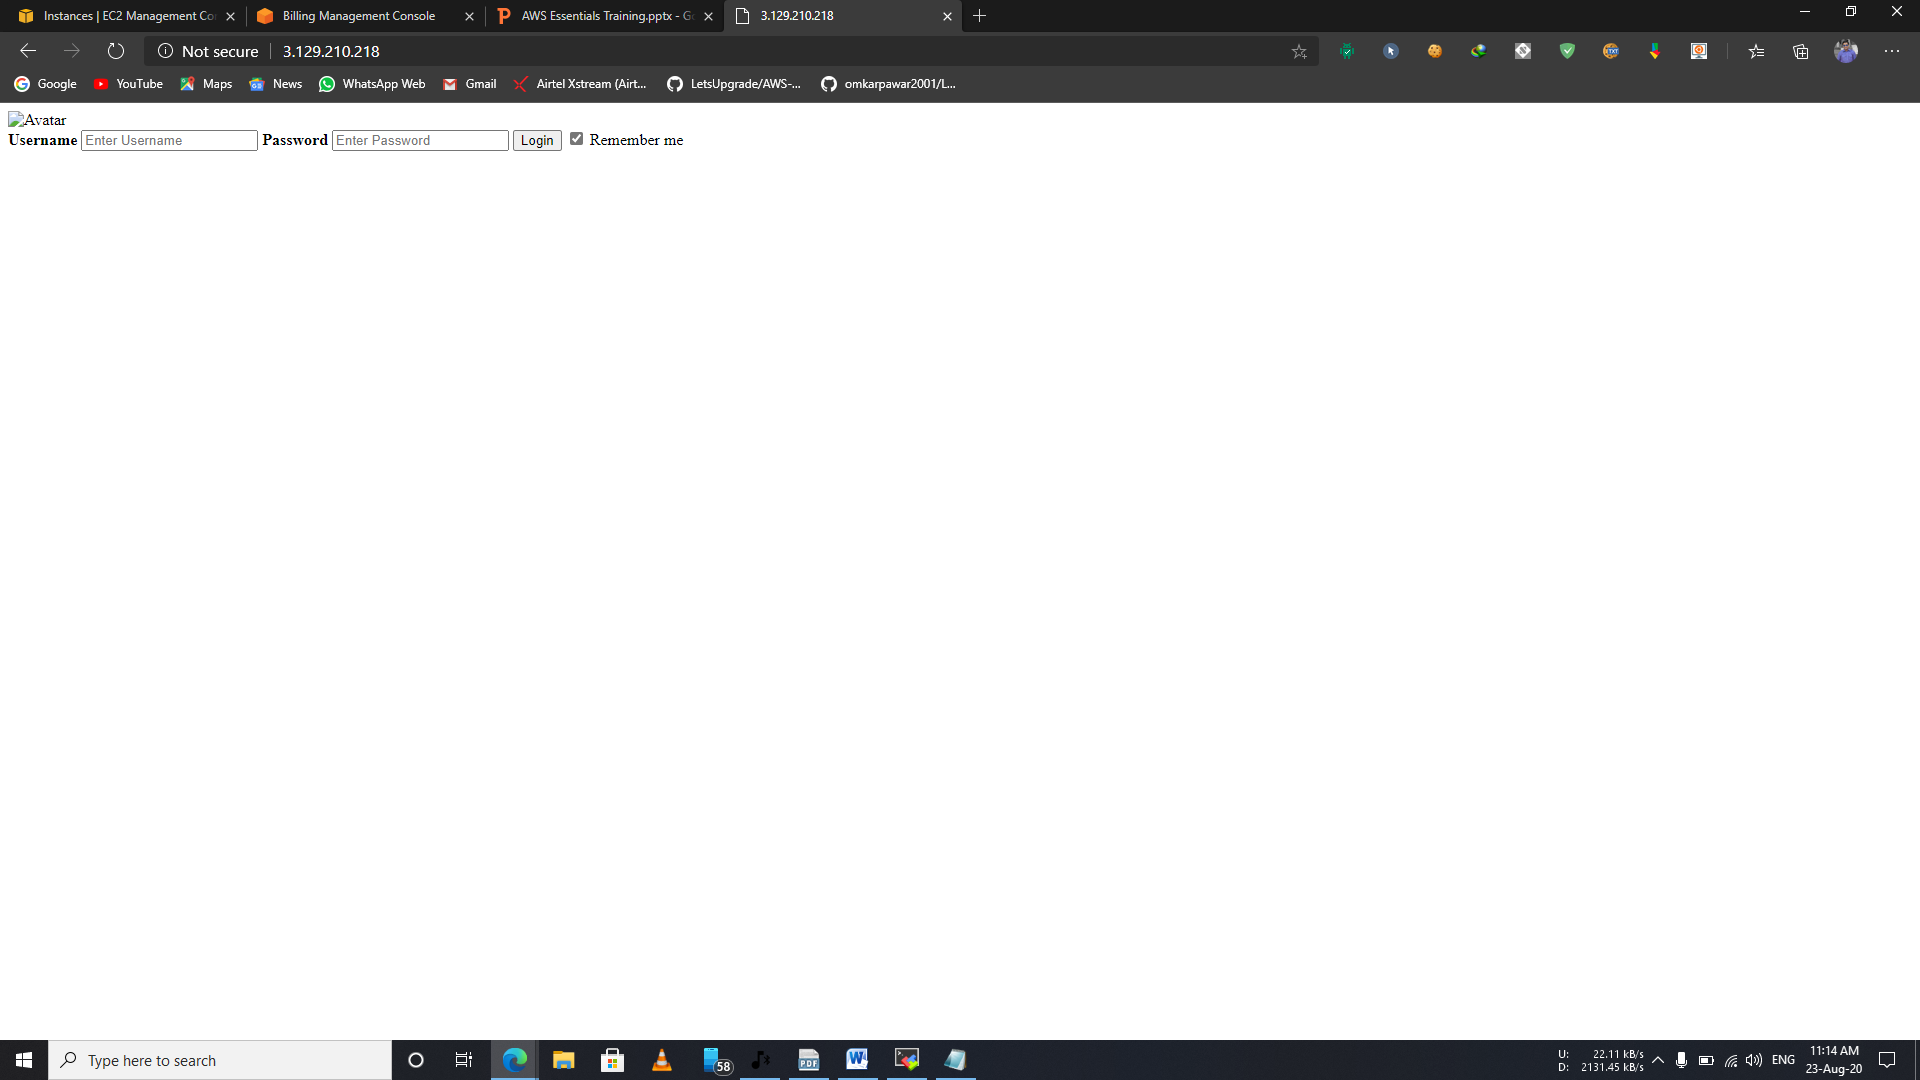 Instances | EC2 Management Co
Billing Management Console
AWS Essentials Training.pptx - G
3.129.210.218
Not secure
3.129.210.218
Google
YouTube
Maps
News
WhatsApp Web
Gmail
Airtel Xstream (Airt...
LetsUpgrade/AWS-...
omkarpawar2001/L...
Avatar
Username Enter Username Password Enter Password Login Remember me
Type here to search
58
PDF
U: 22.11 kB/s
D: 2131.45 kB/s
ENG
11:14 AM
23-Aug-20